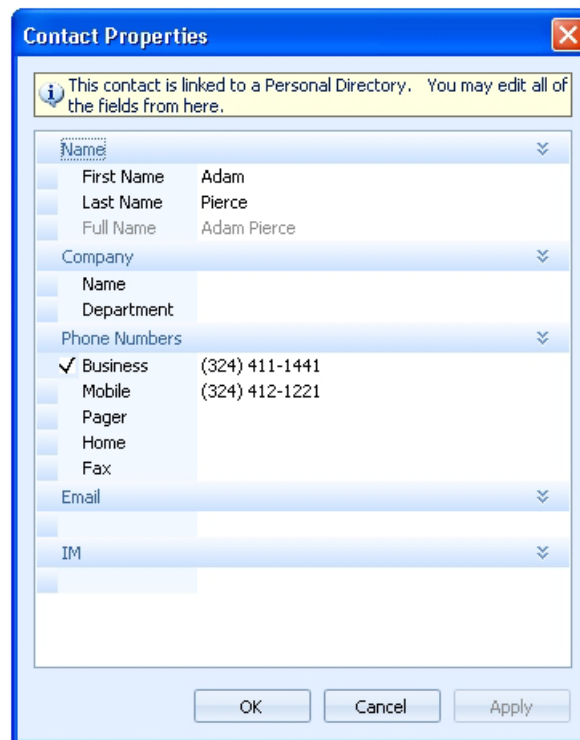 Contact Properties
This contact is linked to a Personal Directory. You may edit all of
the fields from here.
Name
First Name Adam
Last Name Pierce
Full Name Adam Pierce
Company
Name
Department
Phone Numbers
Business (324) 411-1441
Mobile (324) 412-1221
Pager
Home
Fax
Email
IM
OK Cancel Apply